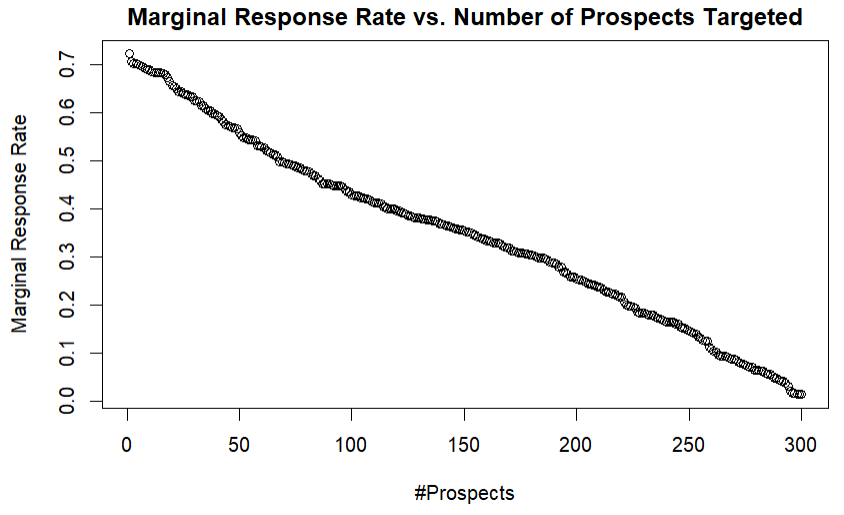 Marginal Response Rate vs. Number of Prospects Targeted
Marginal Response Rate
0.7
0.6
0.5
0.4
0.3
0.2
0.1
0.0
0 50 100 150 200 250 300
#Prospects